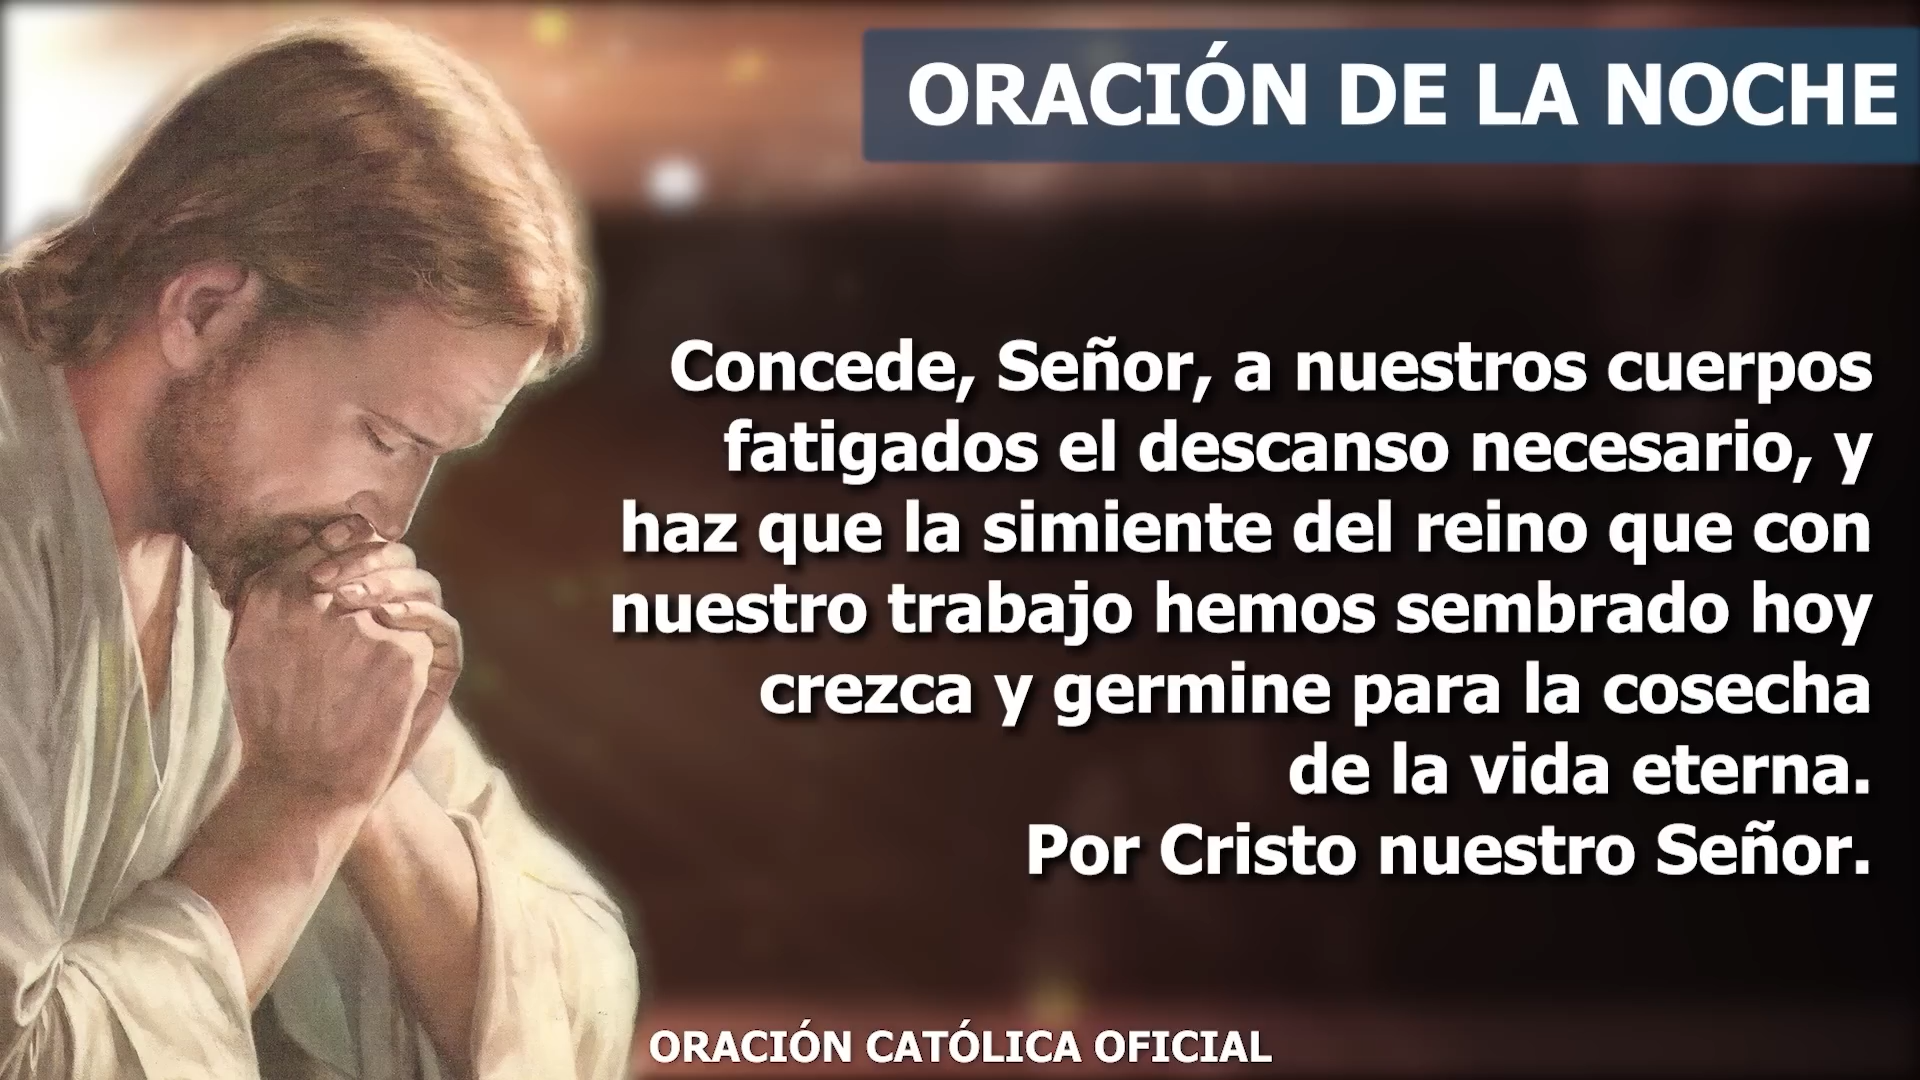 ORACIÓN DE LA NOCHE
Concede, Señor, a nuestros cuerpos
fatigados el descanso necesario, y
haz que la simiente del reino que con
nuestro trabajo hemos sembrado hoy
crezca y germine para la cosecha
de la vida eterna.
Por Cristo nuestro Señor.
ORACIÓN CATÓLICA OFICIAL